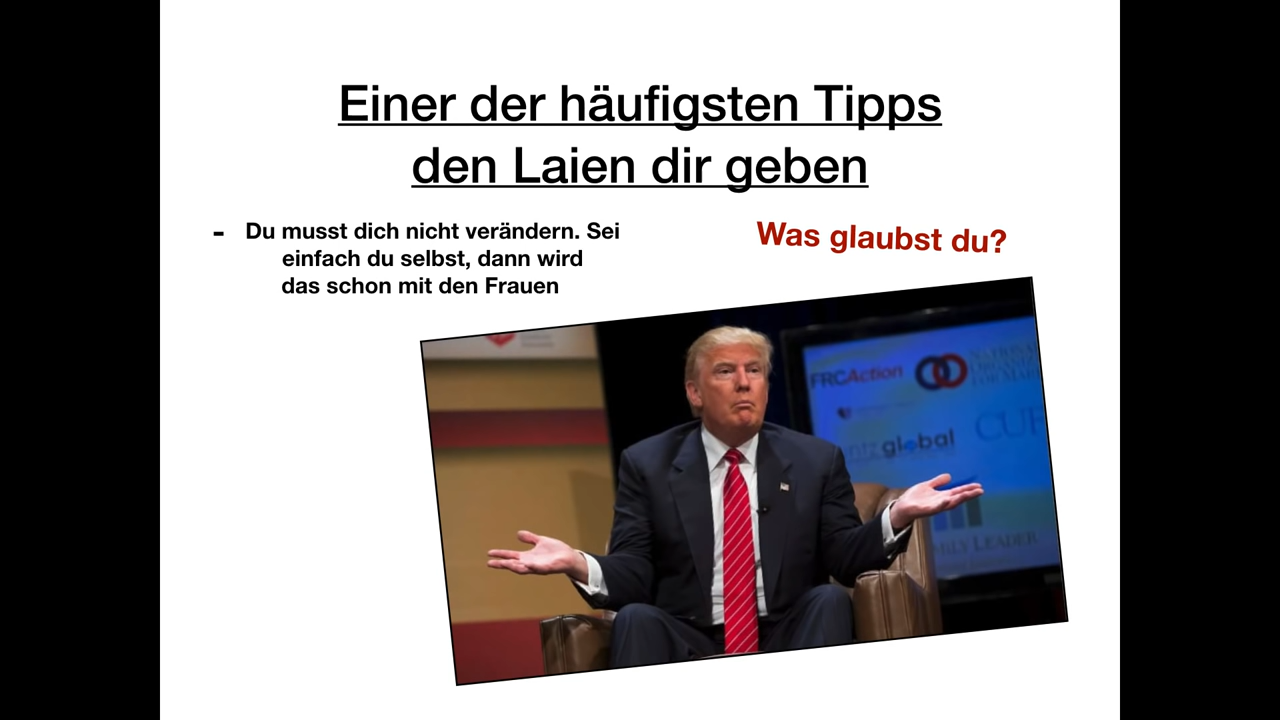 Einer der häufigsten Tipps
den Laien dir geben
- Du musst dich nicht verändern. Sei
einfach du selbst, dann wird
das schon mit den Frauen
Was glaubst du?
FRCAction
global